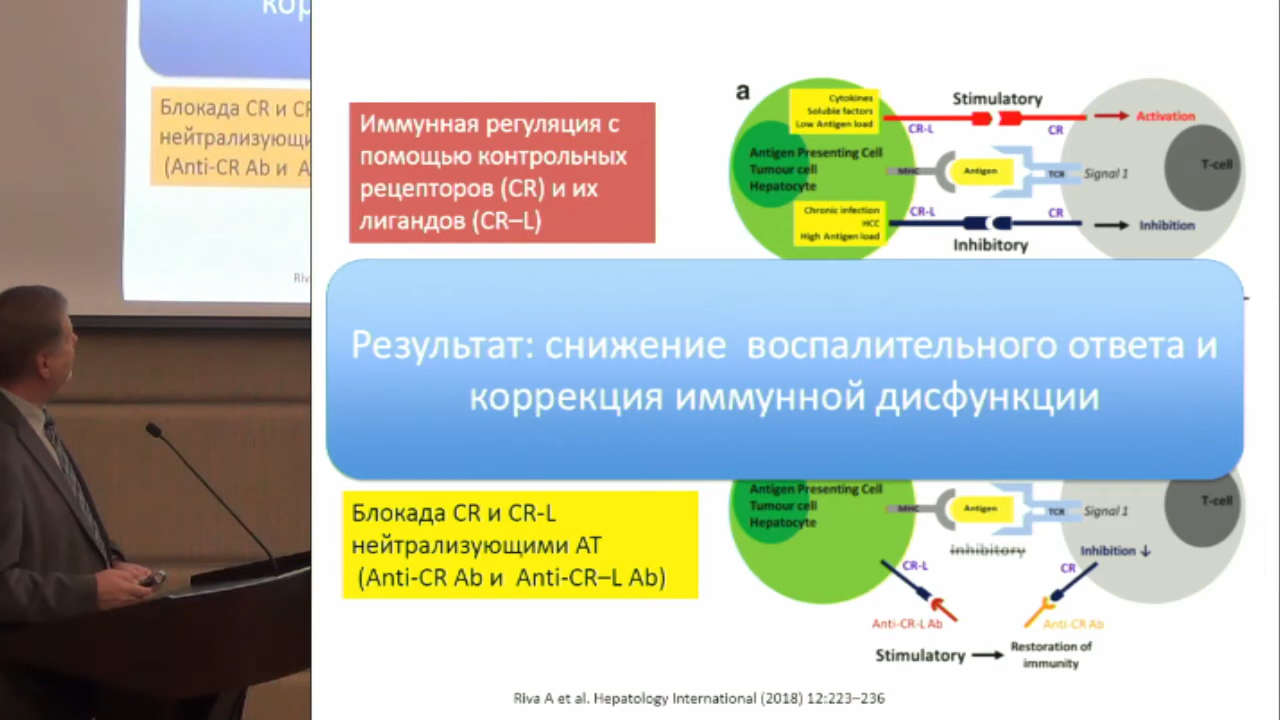 кор
Блокада CR и CR
нейтрализующи
(Anti-CR Ab и A
Riv
Иммунная регуляция с
помощью контрольных
рецепторов (CR) и их
лигандов (CR–L)
a
Cytokines
Soluble factors
Low Antigen load
Stimulatory
CR-L
CR
Activation
Antigen Presenting Cell
Tumour cell
Hepatocyte
MHC
Antigen
TCR
Signal 1
T-cell
Chronic infection
HCC
High Antigen load
CR-L
CR
Inhibitory
Inhibition
Результат: снижение воспалительного ответа и
коррекция иммунной дисфункции
Блокада CR и CR-L
нейтрализующими АТ
(Anti-CR Ab и Anti-CR–L Ab)
Antigen Presenting Cell
Tumour cell
Hepatocyte
MHC
Antigen
TCR
Signal 1
T-cell
Inhibitory
Inhibition ↓
CR-L
CR
Anti-CR-L Ab
Anti-CR Ab
Stimulatory
Restoration of
immunity
Riva A et al. Hepatology International (2018) 12:223–236